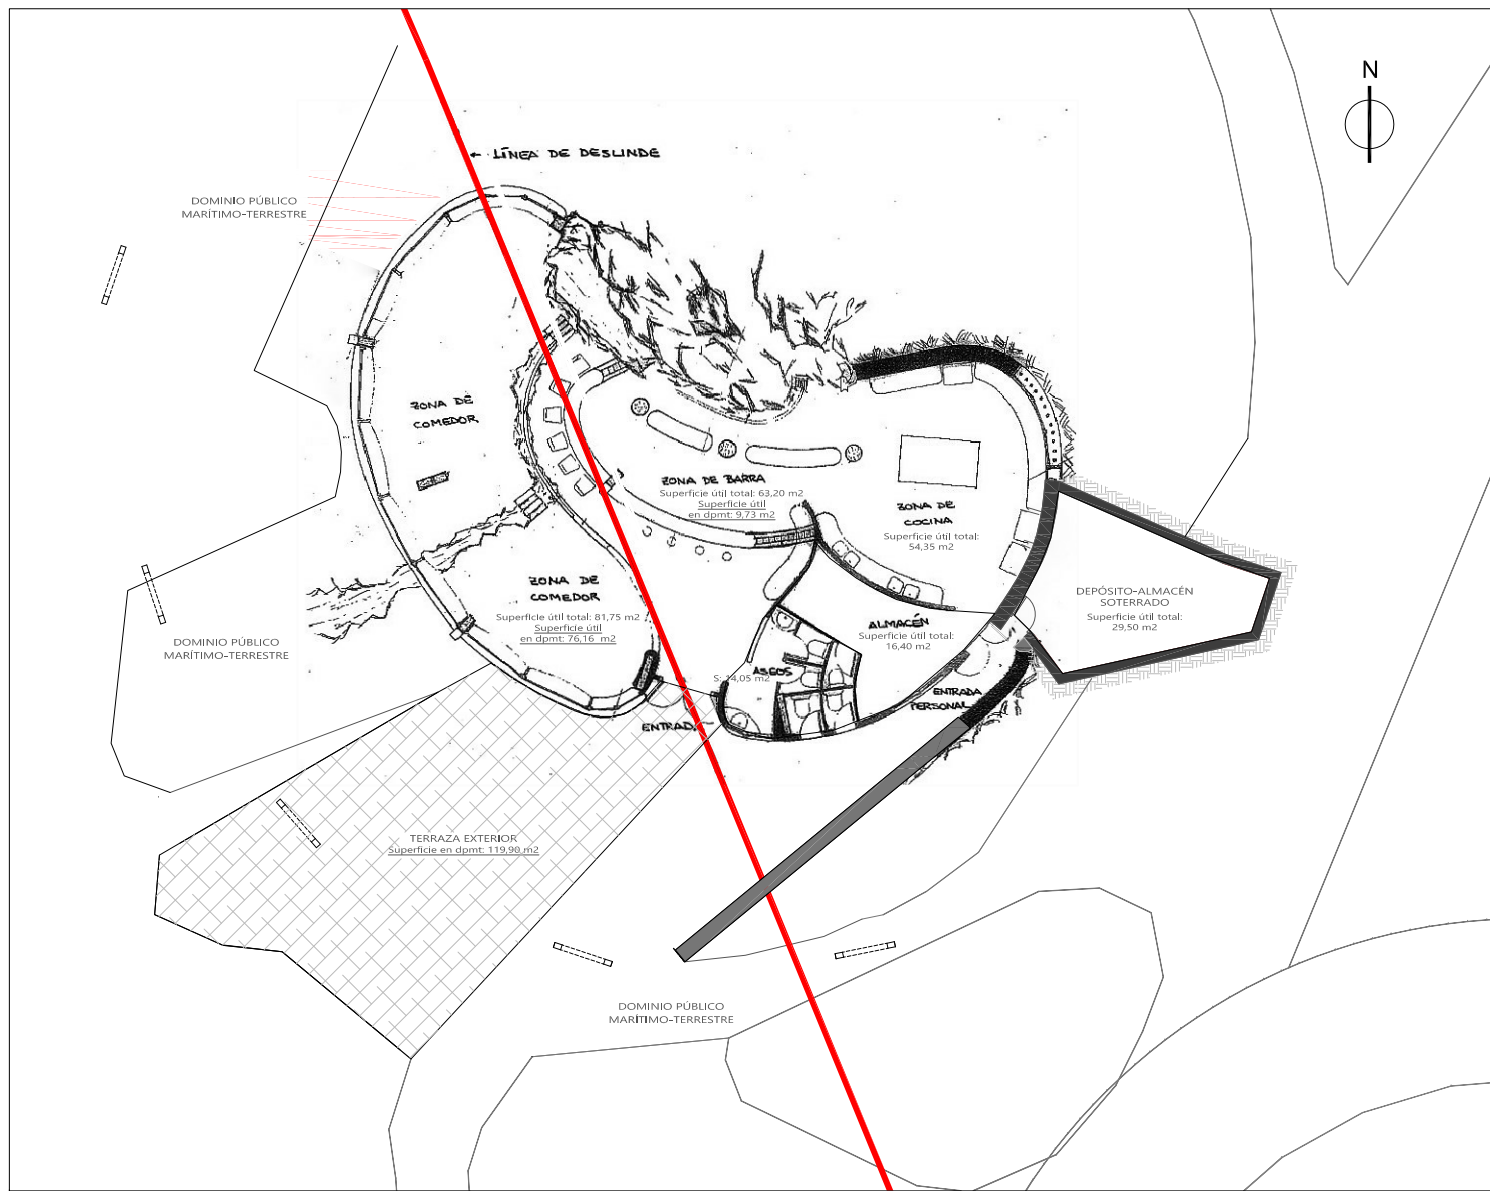 N
← LÍNEA DE DESLINDE
DOMINIO PÚBLICO
MARÍTIMO-TERRESTRE
ZONA DE
COMEDOR
ZONA DE BARRA
Superficie útil total: 63,20 m2
Superficie útil
en dpmt: 9,73 m2
ZONA DE
COCINA
Superficie útil total:
54,35 m2
ZONA DE
COMEDOR
Superficie útil total: 81,75 m2
Superficie útil
en dpmt: 76,16 m2
DEPÓSITO-ALMACÉN
SOTERRADO
Superficie útil total:
29,50 m2
ALMACÉN
Superficie útil total:
16,40 m2
DOMINIO PÚBLICO
MARÍTIMO-TERRESTRE
ASEOS
S: 14,05 m2
ENTRADA
PERSONAL
ENTRAD.
TERRAZA EXTERIOR
Superficie en dpmt: 119,90 m2
DOMINIO PÚBLICO
MARÍTIMO-TERRESTRE